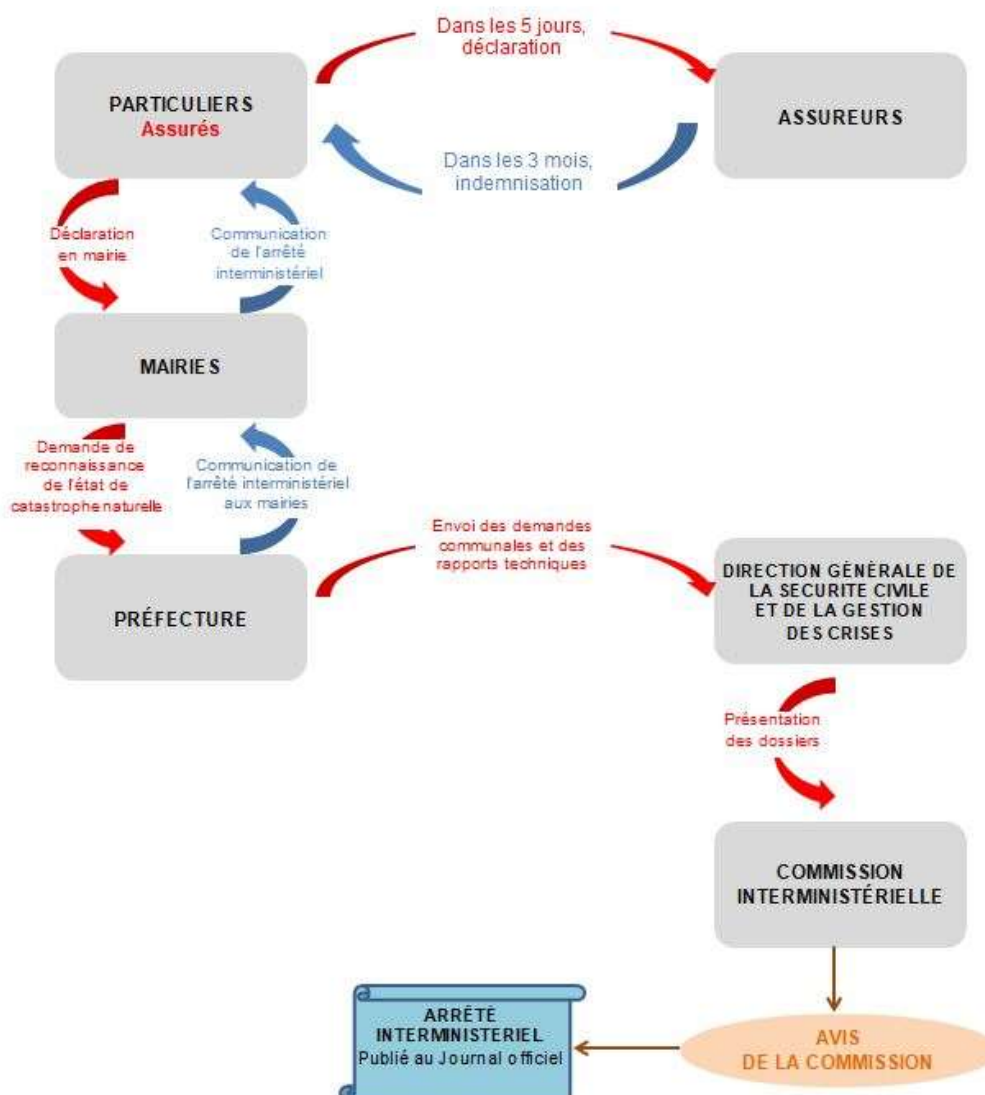 Dans les 5 jours,
déclaration
PARTICULIERS
Assurés
ASSUREURS
Dans les 3 mois,
indemnisation
Déclaration
en mairie
Communication
de l'arrêté
interministériel
MAIRIES
Demande de
reconnaissance
de l'état de
catastrophe naturelle
Communication de
l'arrêté interministériel
aux mairies
Envoi des demandes
communales et des
rapports techniques
PRÉFECTURE
DIRECTION GÉNÉRALE DE
LA SECURITE CIVILE
ET DE LA GESTION
DES CRISES
Présentation
des dossiers
COMMISSION
INTERMINISTÉRIELLE
ARRÊTÉ
INTERMINISTERIEL
Publié au Journal officiel
AVIS
DE LA COMMISSION